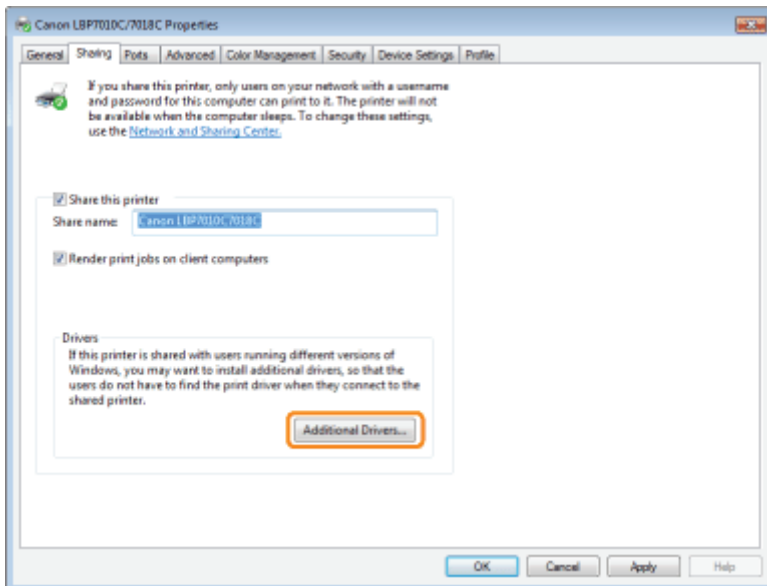 Canon LBP7010C/7018C Properties
General Sharing Ports Advanced Color Management Security Device Settings Profile
If you share this printer, only users on your network with a username
and password for this computer can print to it. The printer will not
be available when the computer sleeps. To change these settings,
use the Network and Sharing Center.
Share this printer
Share name: Canon LBP7010C7018C
Render print jobs on client computers
Drivers
If this printer is shared with users running different versions of
Windows, you may want to install additional drivers, so that the
users do not have to find the print driver when they connect to the
shared printer.
Additional Drivers...
OK Cancel Apply Help